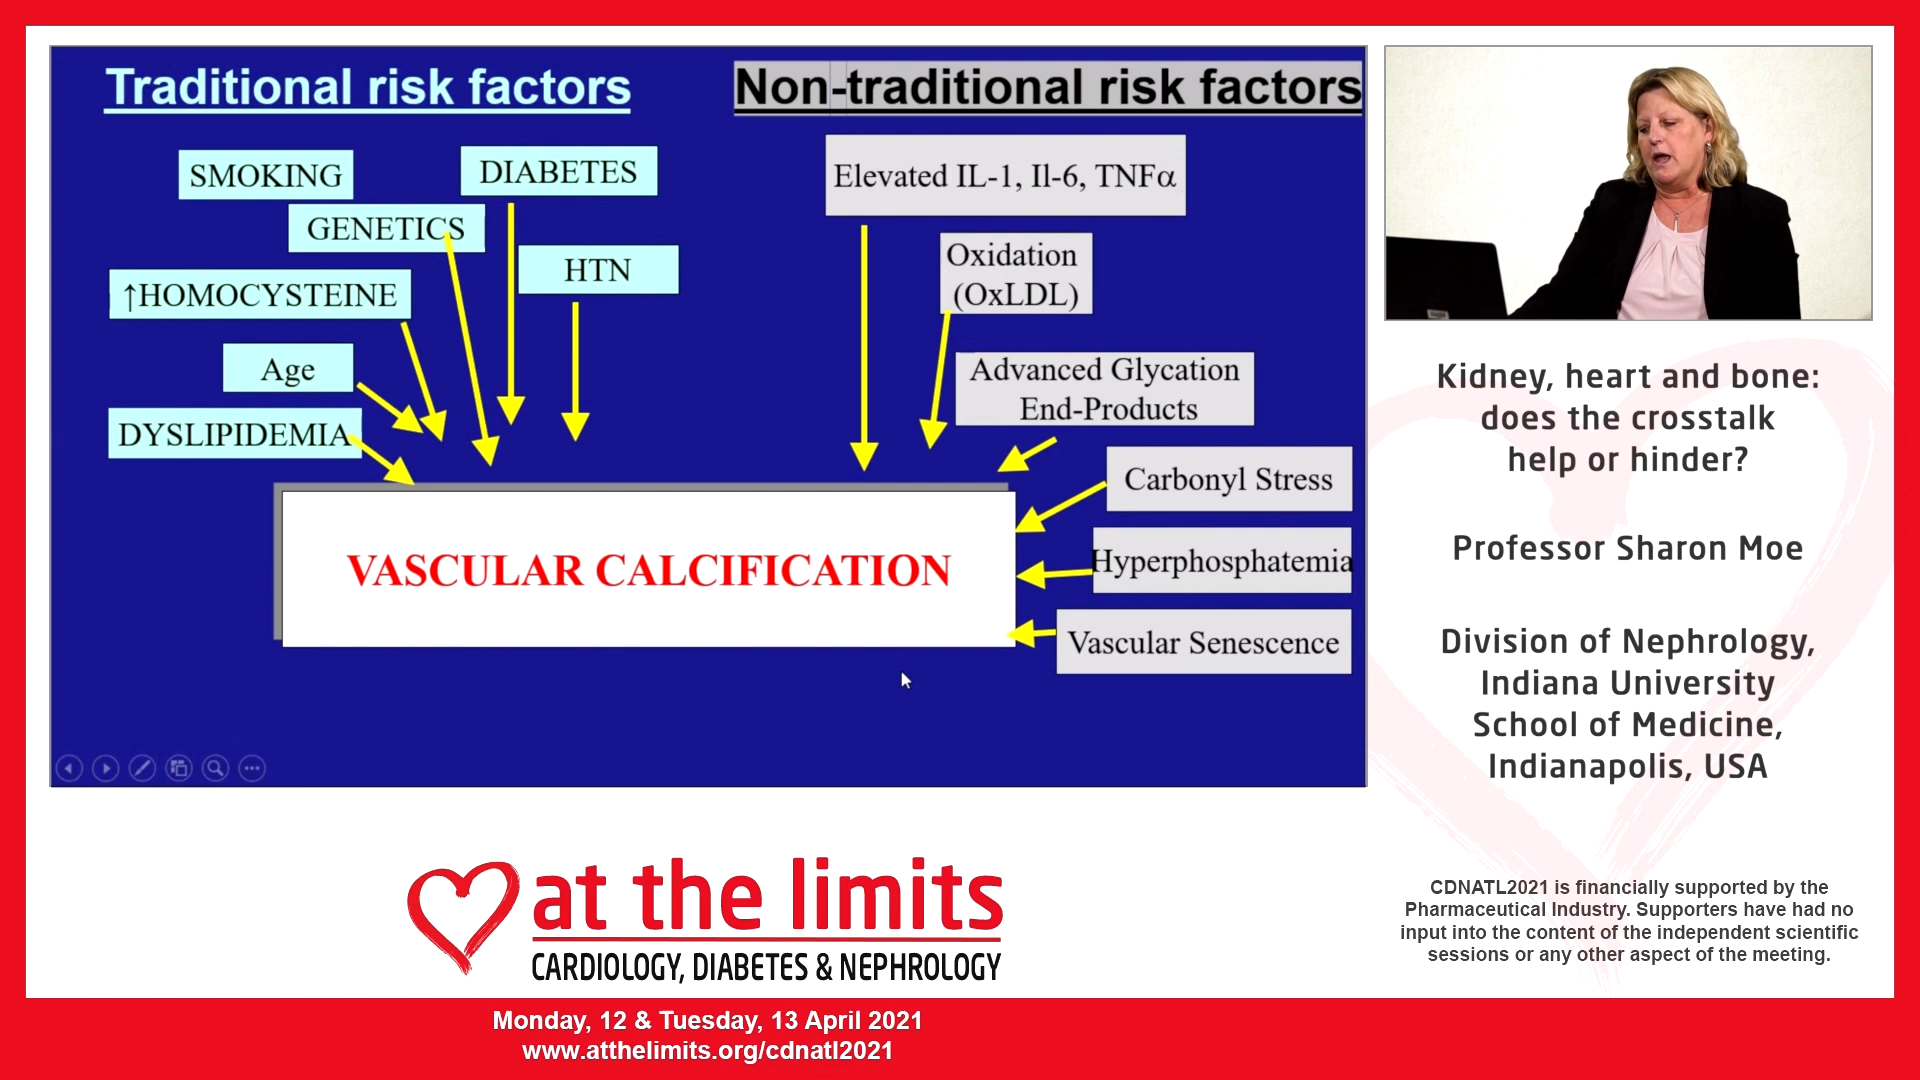 Traditional risk factors
Non-traditional risk factors
SMOKING
DIABETES
GENETICS
HTN
↑HOMOCYSTEINE
Age
DYSLIPIDEMIA
Elevated IL-1, Il-6, TNFα
Oxidation
(OxLDL)
Advanced Glycation
End-Products
Carbonyl Stress
Hyperphosphatemia
Vascular Senescence
VASCULAR CALCIFICATION
Kidney, heart and bone:
does the crosstalk
help or hinder?
Professor Sharon Moe
Division of Nephrology,
Indiana University
School of Medicine,
Indianapolis, USA
at the limits
CARDIOLOGY, DIABETES & NEPHROLOGY
CDNATL2021 is financially supported by the
Pharmaceutical Industry. Supporters have had no
input into the content of the independent scientific
sessions or any other aspect of the meeting.
Monday, 12 & Tuesday, 13 April 2021
www.atthelimits.org/cdnatl2021